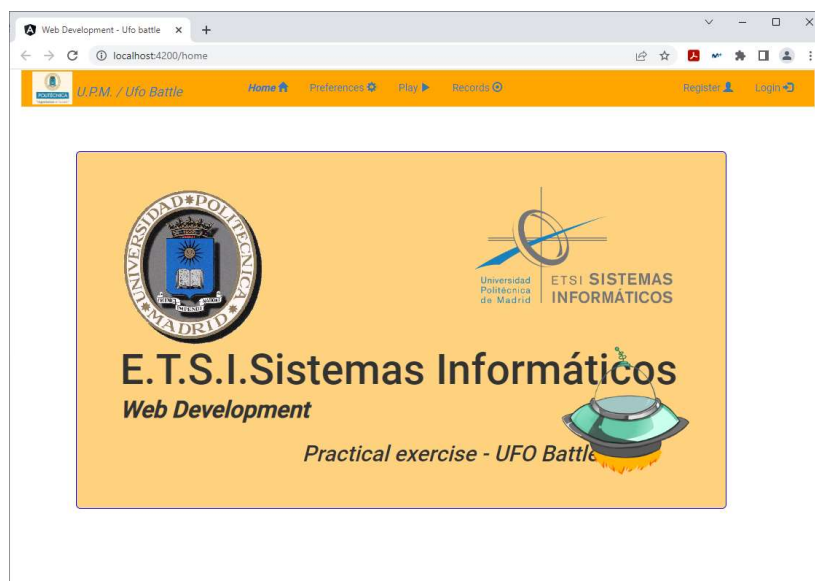 Web Development - Ufo battle
localhost:4200/home
POLITÉCNICA
U.P.M. / Ufo Battle
Home
Preferences
Play
Records
Register
Login
UNIVERSIDAD POLITECNICA
MADRID
Universidad
Politécnica
de Madrid
ETSI SISTEMAS
INFORMÁTICOS
E.T.S.I.Sistemas Informáticos
Web Development
Practical exercise - UFO Battle